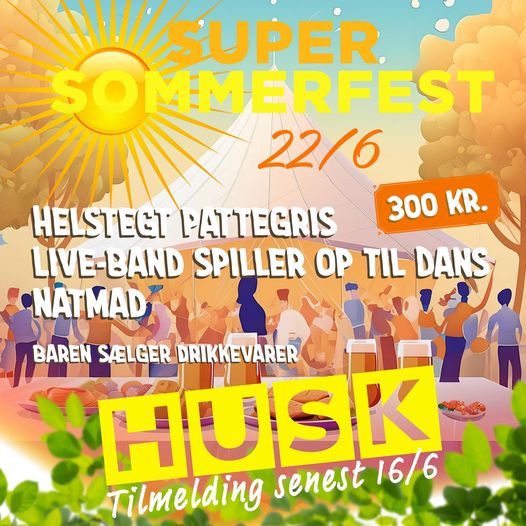 SUPER
SOMMERFEST
22/6
300 KR.
HELSTEGT PATTEGRIS
LIVE-BAND SPILLER OP TIL DANS
NATMAD
BAREN SÆLGER DRIKKEVARER
HUSK
Tilmelding senest 16/6